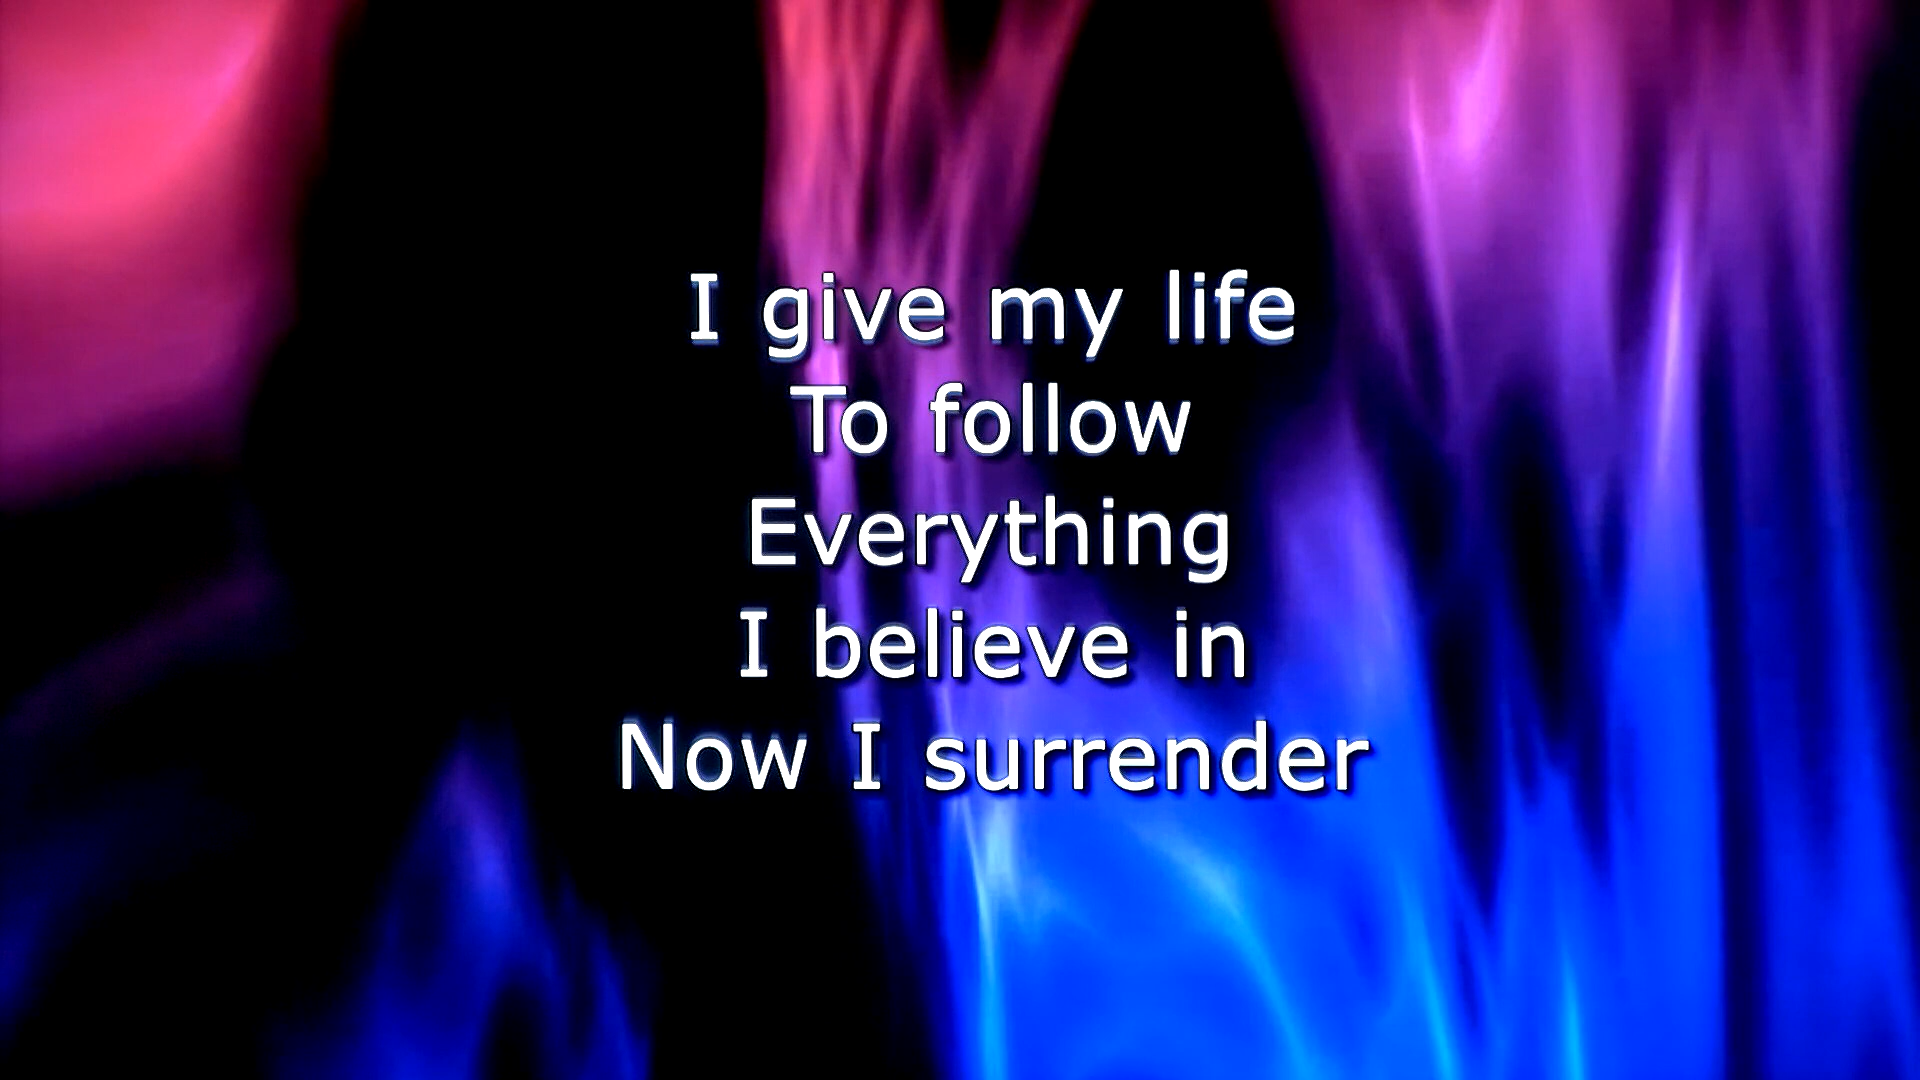 I give my life
To follow
Everything
I believe in
Now I surrender